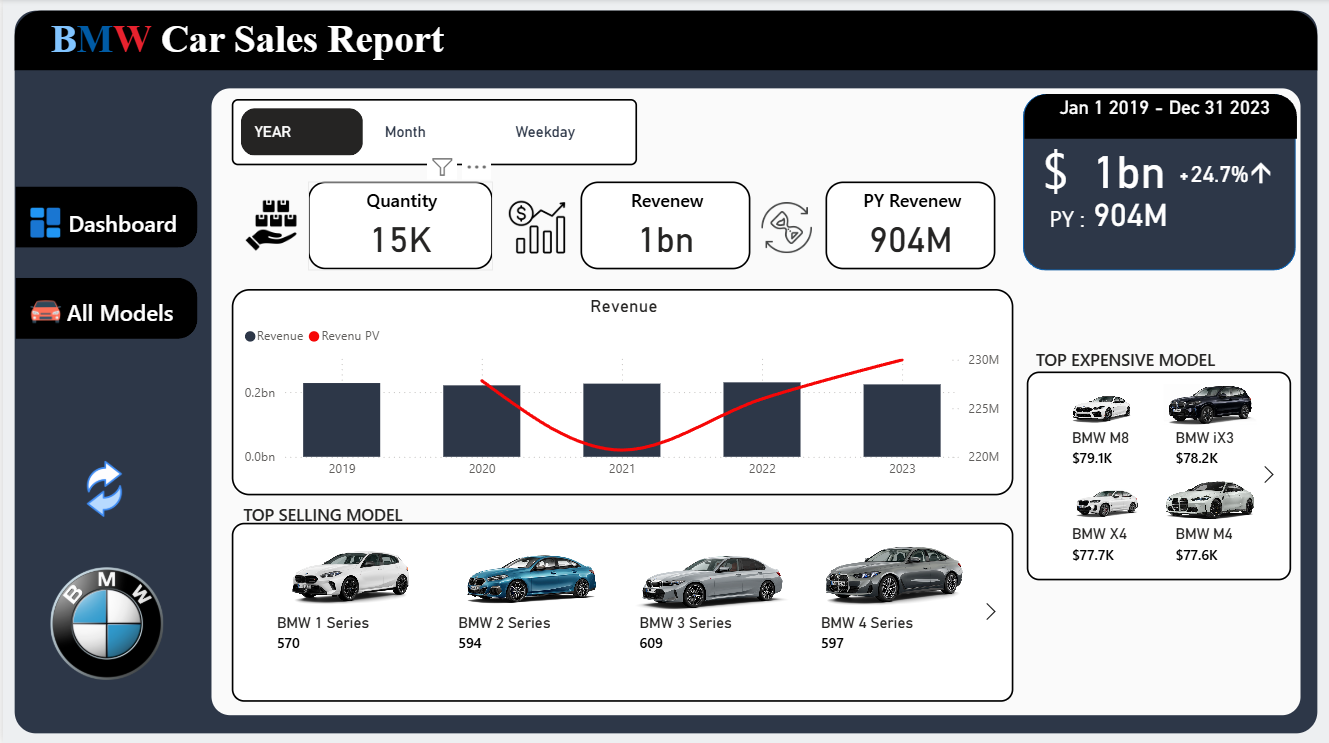 BMW Car Sales Report
Dashboard
All Models
B M W
YEAR Month Weekday
Quantity
15K
Revenew
1bn
PY Revenew
904M
Jan 1 2019 - Dec 31 2023
$ 1bn +24.7%↑
PY : 904M
Revenue
Revenue Revenu PV
0.2bn
0.0bn
230M
225M
220M
2019 2020 2021 2022 2023
TOP SELLING MODEL
BMW 1 Series
570
BMW 2 Series
594
BMW 3 Series
609
BMW 4 Series
597
TOP EXPENSIVE MODEL
BMW M8
$79.1K
BMW iX3
$78.2K
BMW X4
$77.7K
BMW M4
$77.6K